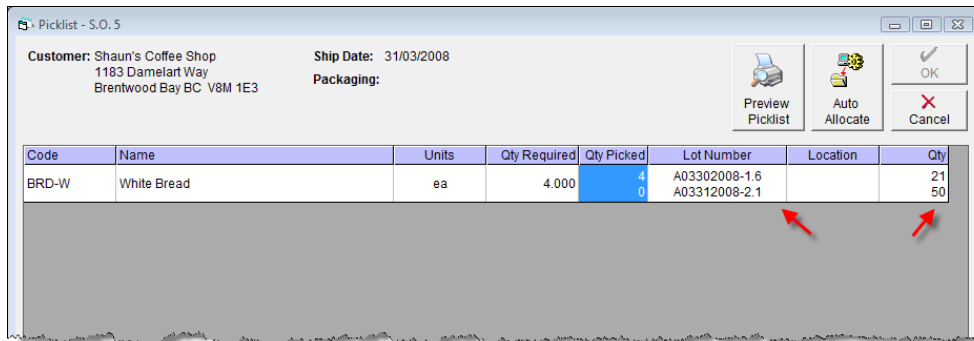 Picklist - S.O. 5
Customer: Shaun's Coffee Shop
1183 Damelart Way
Brentwood Bay BC V8M 1E3
Ship Date: 31/03/2008
Packaging:
Preview
Picklist
Auto
Allocate
OK
Cancel
Code Name Units Qty Required Qty Picked Lot Number Location Qty
BRD-W White Bread ea 4.000 4 A03302008-1.6 21
0 A03312008-2.1 50